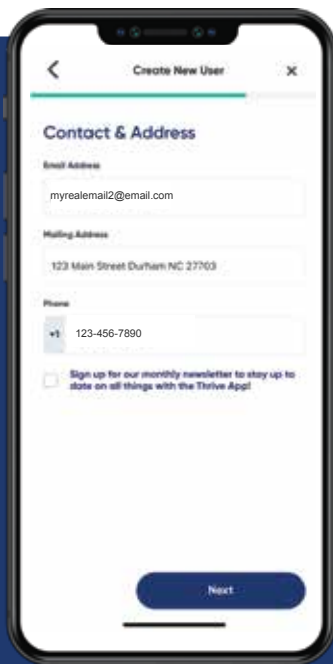 Create New User
Contact & Address
Email Address
myrealemail2@email.com
Mailing Address
123 Main Street Durham NC 27703
Phone
+1 123-456-7890
Sign up for our monthly newsletter to stay up to
date on all things with the Thrive App!
Next